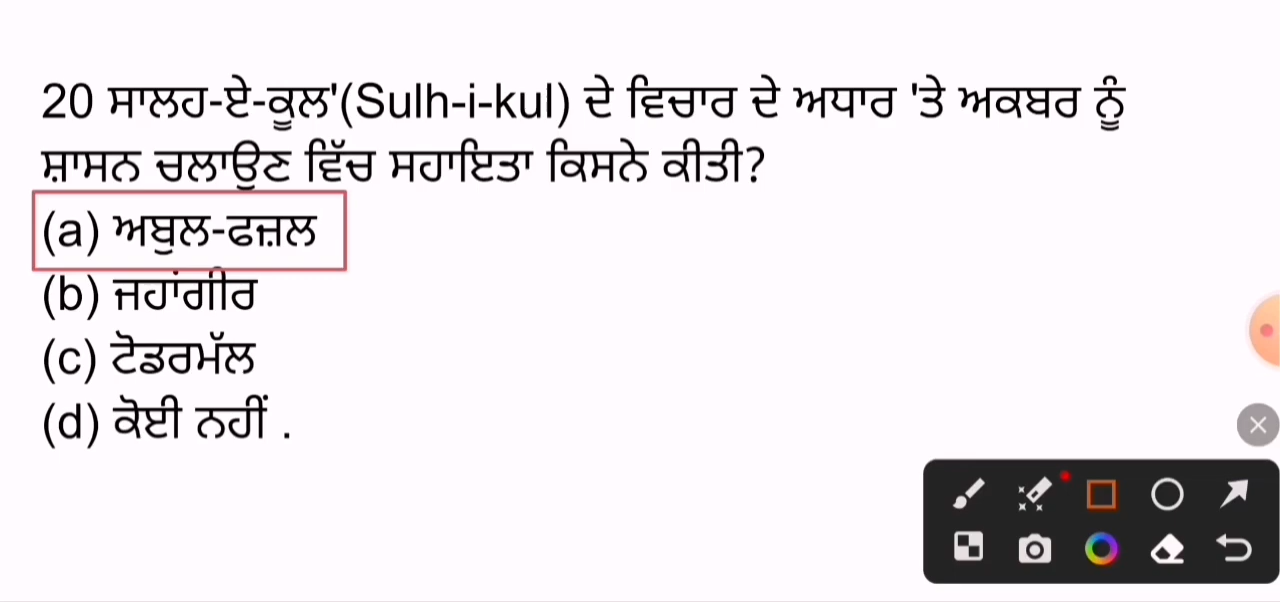 20 ਸਾਲਹ-ਏ-ਕੂਲ'(Sulh-i-kul) ਦੇ ਵਿਚਾਰ ਦੇ ਅਧਾਰ 'ਤੇ ਅਕਬਰ ਨੂੰ
ਸ਼ਾਸਨ ਚਲਾਉਣ ਵਿੱਚ ਸਹਾਇਤਾ ਕਿਸਨੇ ਕੀਤੀ?
(a) ਅਬੁਲ-ਫਜ਼ਲ
(b) ਜਹਾਂਗੀਰ
(c) ਟੋਡਰਮੱਲ
(d) ਕੋਈ ਨਹੀਂ .